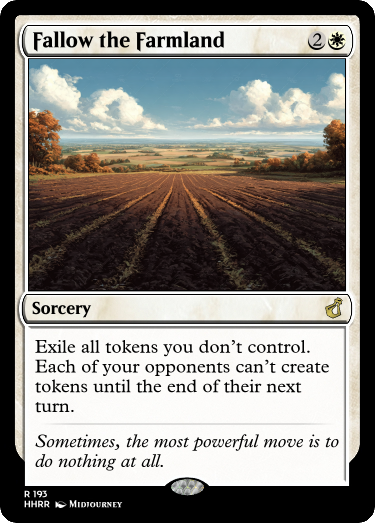 Fallow the Farmland 2
Sorcery
Exile all tokens you don't control.
Each of your opponents can't create
tokens until the end of their next
turn.
Sometimes, the most powerful move is to
do nothing at all.
R 193
HHRR Midjourney